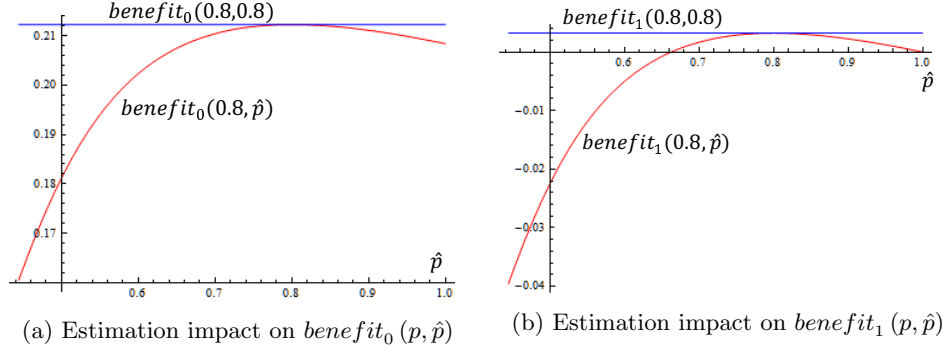 benefit₀(0.8,0.8)
0.21
0.20
benefit₀(0.8, p̂)
0.19
0.18
0.17
p̂
0.6 0.7 0.8 0.9 1.0
(a) Estimation impact on benefit₀ (p, p̂)
benefit₁(0.8,0.8)
0.6 0.7 0.8 0.9 1.0
p̂
−0.01
benefit₁(0.8, p̂)
−0.02
−0.03
−0.04
(b) Estimation impact on benefit₁ (p, p̂)